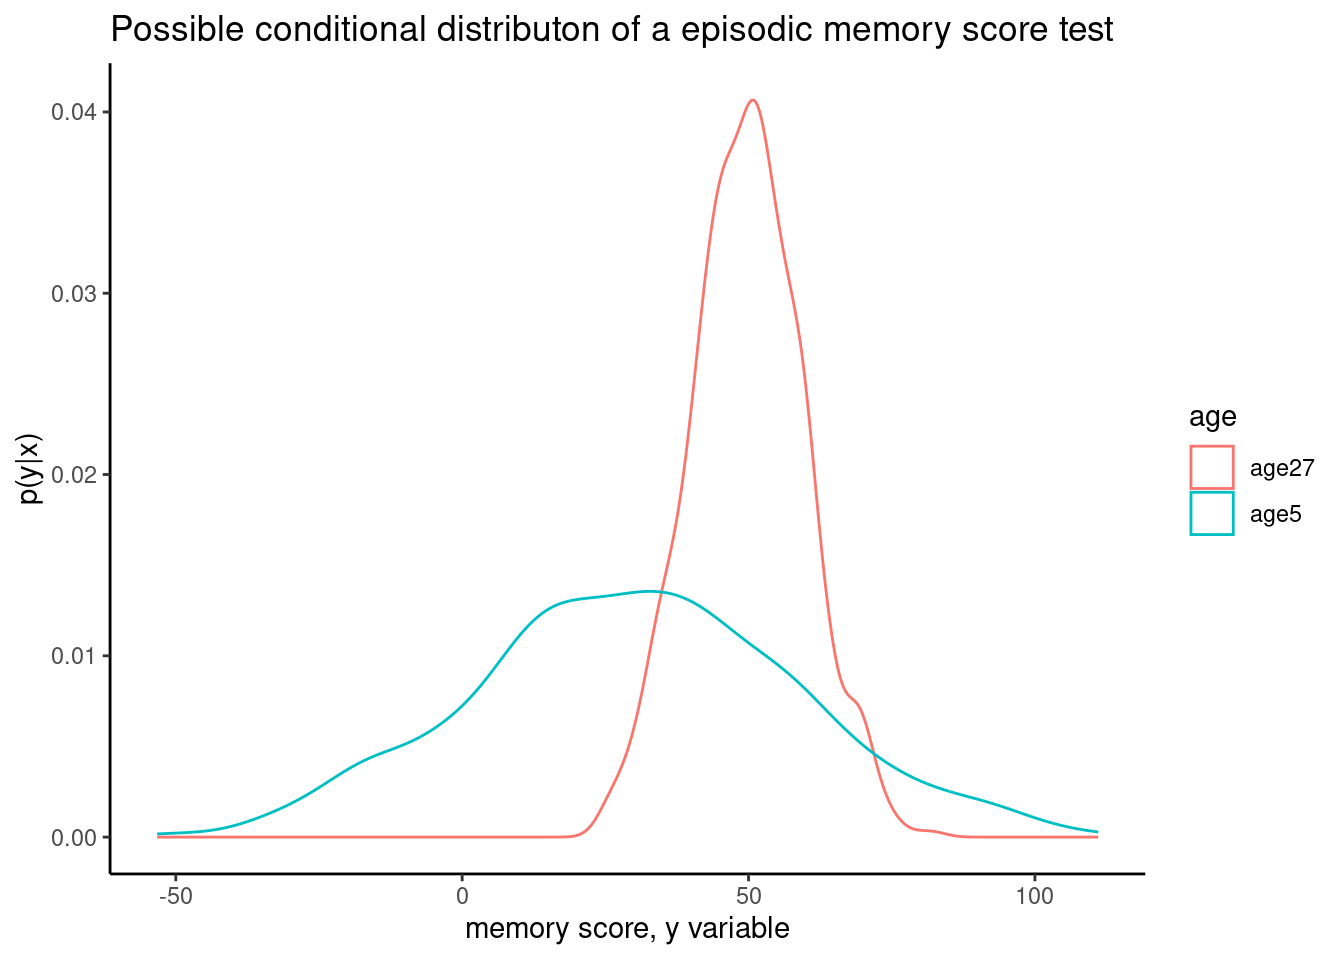 Possible conditional distributon of a episodic memory score test
0.04
0.03
0.02
0.01
0.00
p(y|x)
-50
0
50
100
memory score, y variable
age
age27
age5